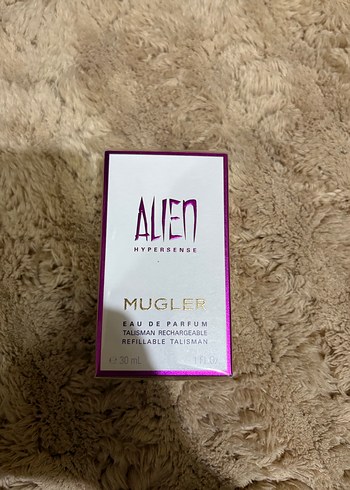 ALIEN
HYPERSENSE
MUGLER
EAU DE PARFUM
TALISMAN RECHARGEABLE
REFILLABLE TALISMAN
e 30 mL